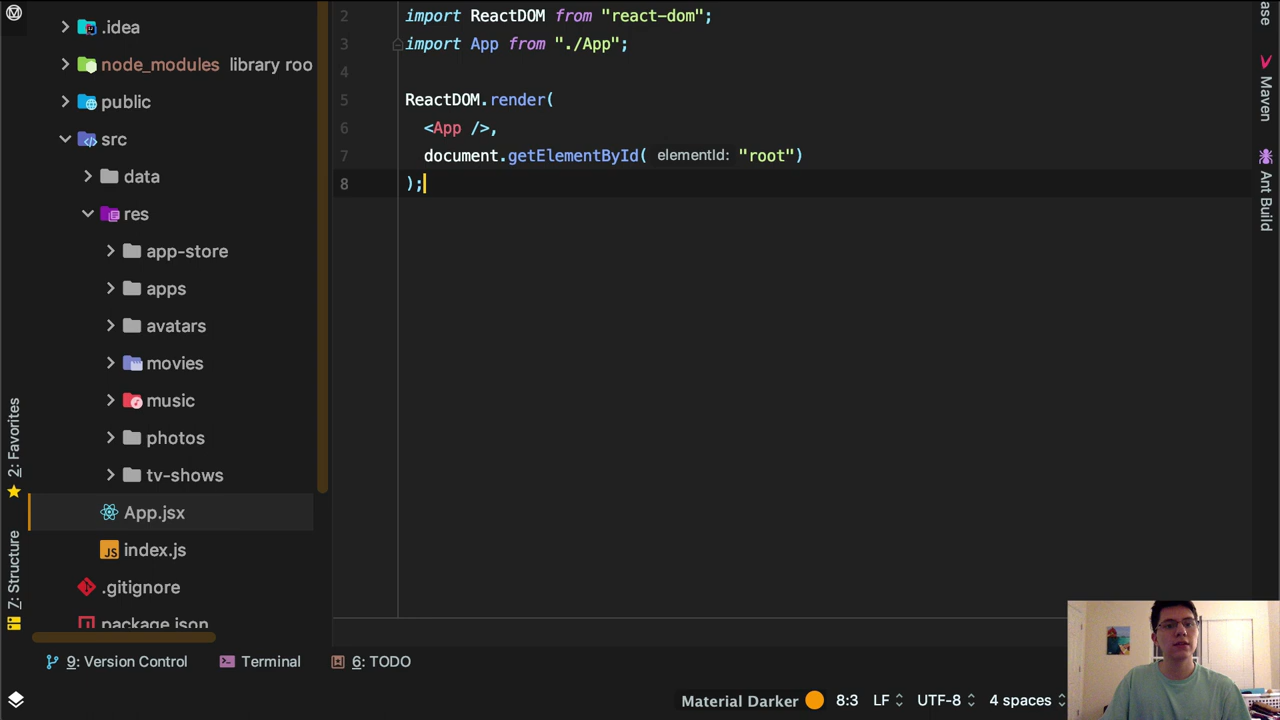 .idea
node_modules library roo
public
src
data
res
app-store
apps
avatars
movies
music
photos
tv-shows
App.jsx
index.js
.gitignore
package.json
2: Favorites
7: Structure
2 import ReactDOM from "react-dom";
3 import App from "./App";
4
5 ReactDOM.render(
6 <App />,
7 document.getElementById( elementId: "root")
8 );
ase
Maven
Ant Build
9: Version Control
Terminal
6: TODO
Material Darker 8:3 LF UTF-8 4 spaces